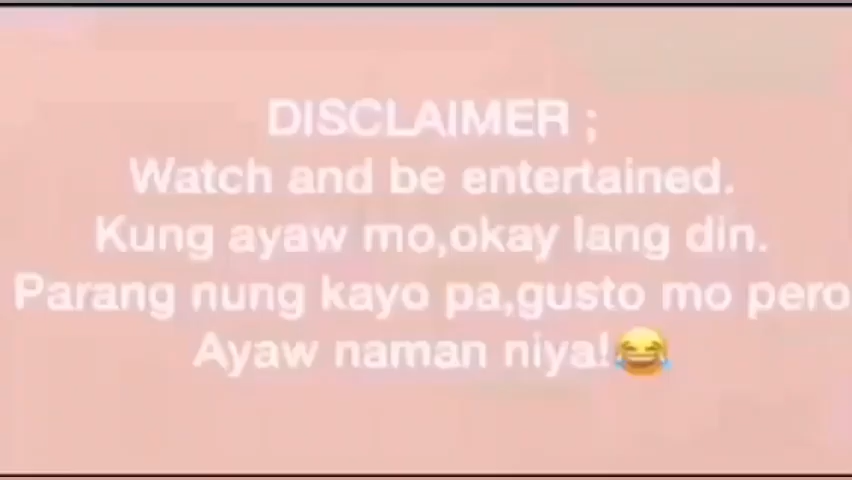 DISCLAIMER ;
Watch and be entertained.
Kung ayaw mo,okay lang din.
Parang nung kayo pa,gusto mo pero
Ayaw naman niya!😂